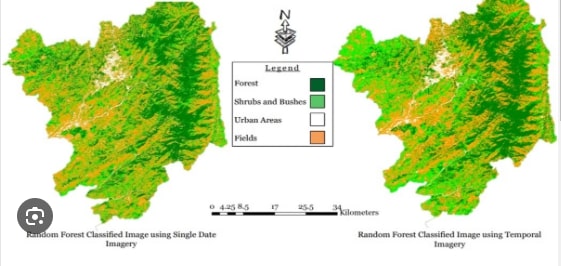 N
Legend
Forest
Shrubs and Bushes
Urban Areas
Fields
0 4.25 8.5 17 25.5 34
Kilometers
Random Forest Classified Image using Single Date
Imagery
Random Forest Classified Image using Temporal
Imagery